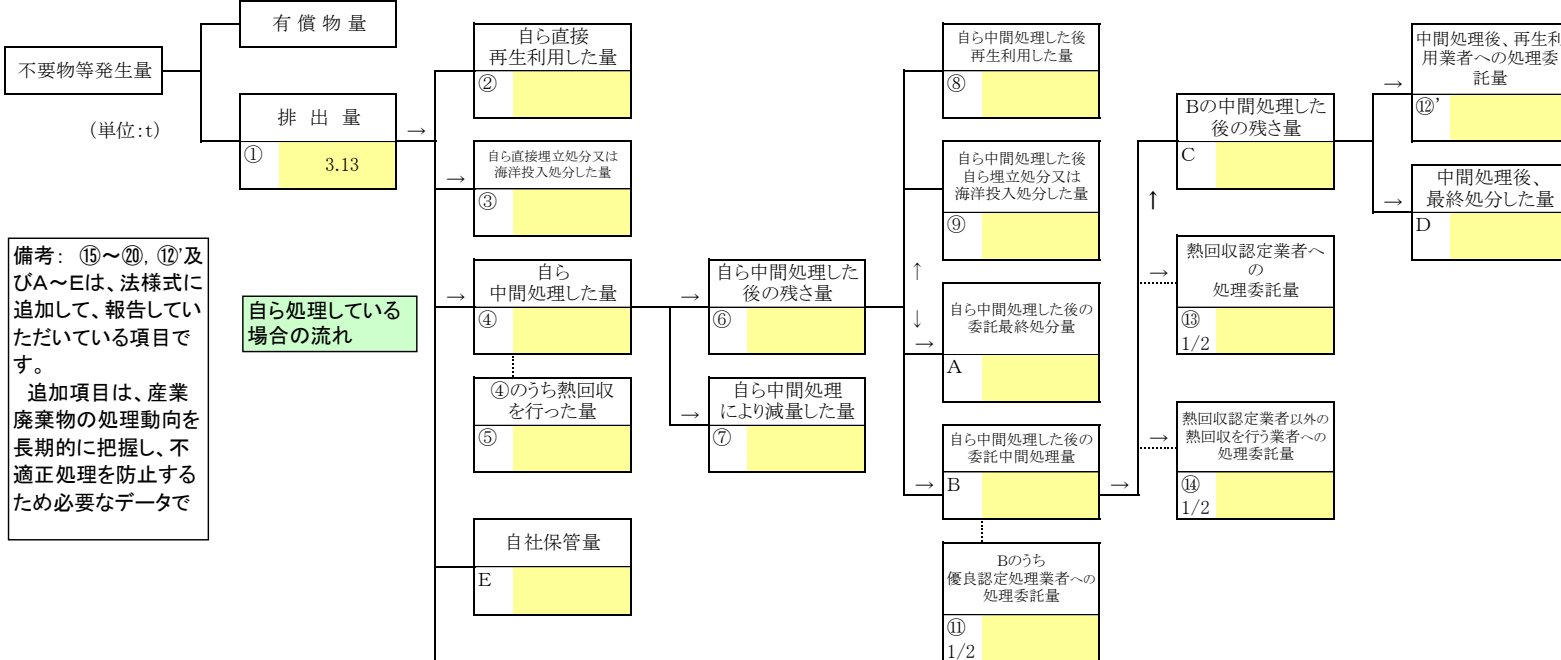 不要物等発生量
(単位:t)
有 償 物 量
排 出 量
①
3.13
→
備考: ⑮～⑳, ⑫'及
びA～Eは、法様式に
追加して、報告してい
ただいている項目で
す。
追加項目は、産業
廃棄物の処理動向を
長期的に把握し、不
適正処理を防止する
ため必要なデータで
自ら処理している
場合の流れ
自ら直接
再生利用した量
②
→
自ら直接埋立処分又は
海洋投入処分した量
③
→
自ら
中間処理した量
④
④のうち熱回収
を行った量
⑤
自社保管量
E
→
自ら中間処理した
後の残さ量
⑥
→
自ら中間処理
により減量した量
⑦
↑
↓
→
→
自ら中間処理した後
再生利用した量
⑧
自ら中間処理した後
自ら埋立処分又は
海洋投入処分した量
⑨
自ら中間処理した後の
委託最終処分量
A
自ら中間処理した後の
委託中間処理量
B
→
Bのうち
優良認定処理業者への
処理委託量
⑪
1/2
Bの中間処理した
後の残さ量
C
↑
→
熱回収認定業者へ
の
処理委託量
⑬
1/2
→
熱回収認定業者以外の
熱回収を行う業者への
処理委託量
⑭
1/2
→
中間処理後、再生利
用業者への処理委
託量
⑫'
→
中間処理後、
最終処分した量
D